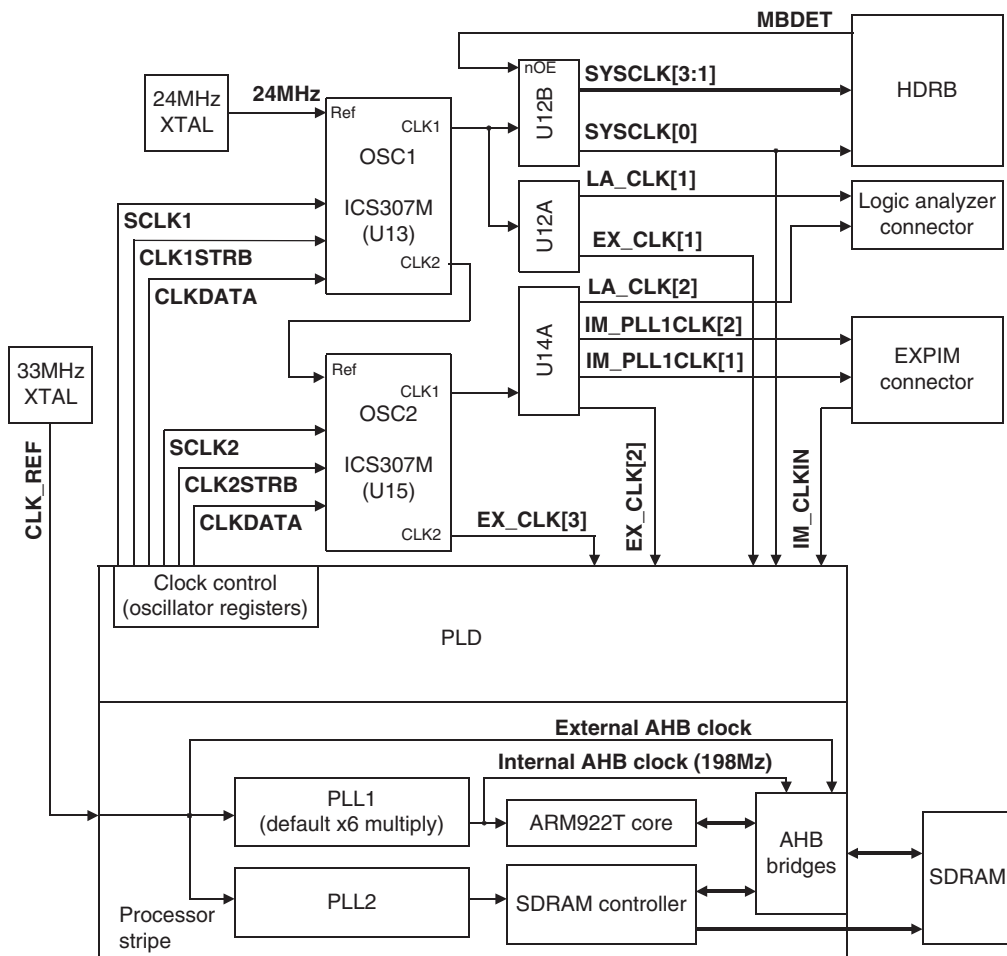 MBDET
24MHz
XTAL
24MHz
Ref
CLK1
OSC1
ICS307M
(U13)
CLK2
nOE
U12B
SYSCLK[3:1]
SYSCLK[0]
HDRB
U12A
LA_CLK[1]
EX_CLK[1]
Logic analyzer
connector
SCLK1
CLK1STRB
CLKDATA
U14A
LA_CLK[2]
IM_PLL1CLK[2]
IM_PLL1CLK[1]
EXPIM
connector
33MHz
XTAL
CLK_REF
Ref
CLK1
OSC2
ICS307M
(U15)
CLK2
SCLK2
CLK2STRB
CLKDATA
EX_CLK[3]
EX_CLK[2]
IM_CLKIN
Clock control
(oscillator registers)
PLD
External AHB clock
Internal AHB clock (198Mz)
PLL1
(default x6 multiply)
ARM922T core
AHB
bridges
PLL2
SDRAM controller
SDRAM
Processor
stripe